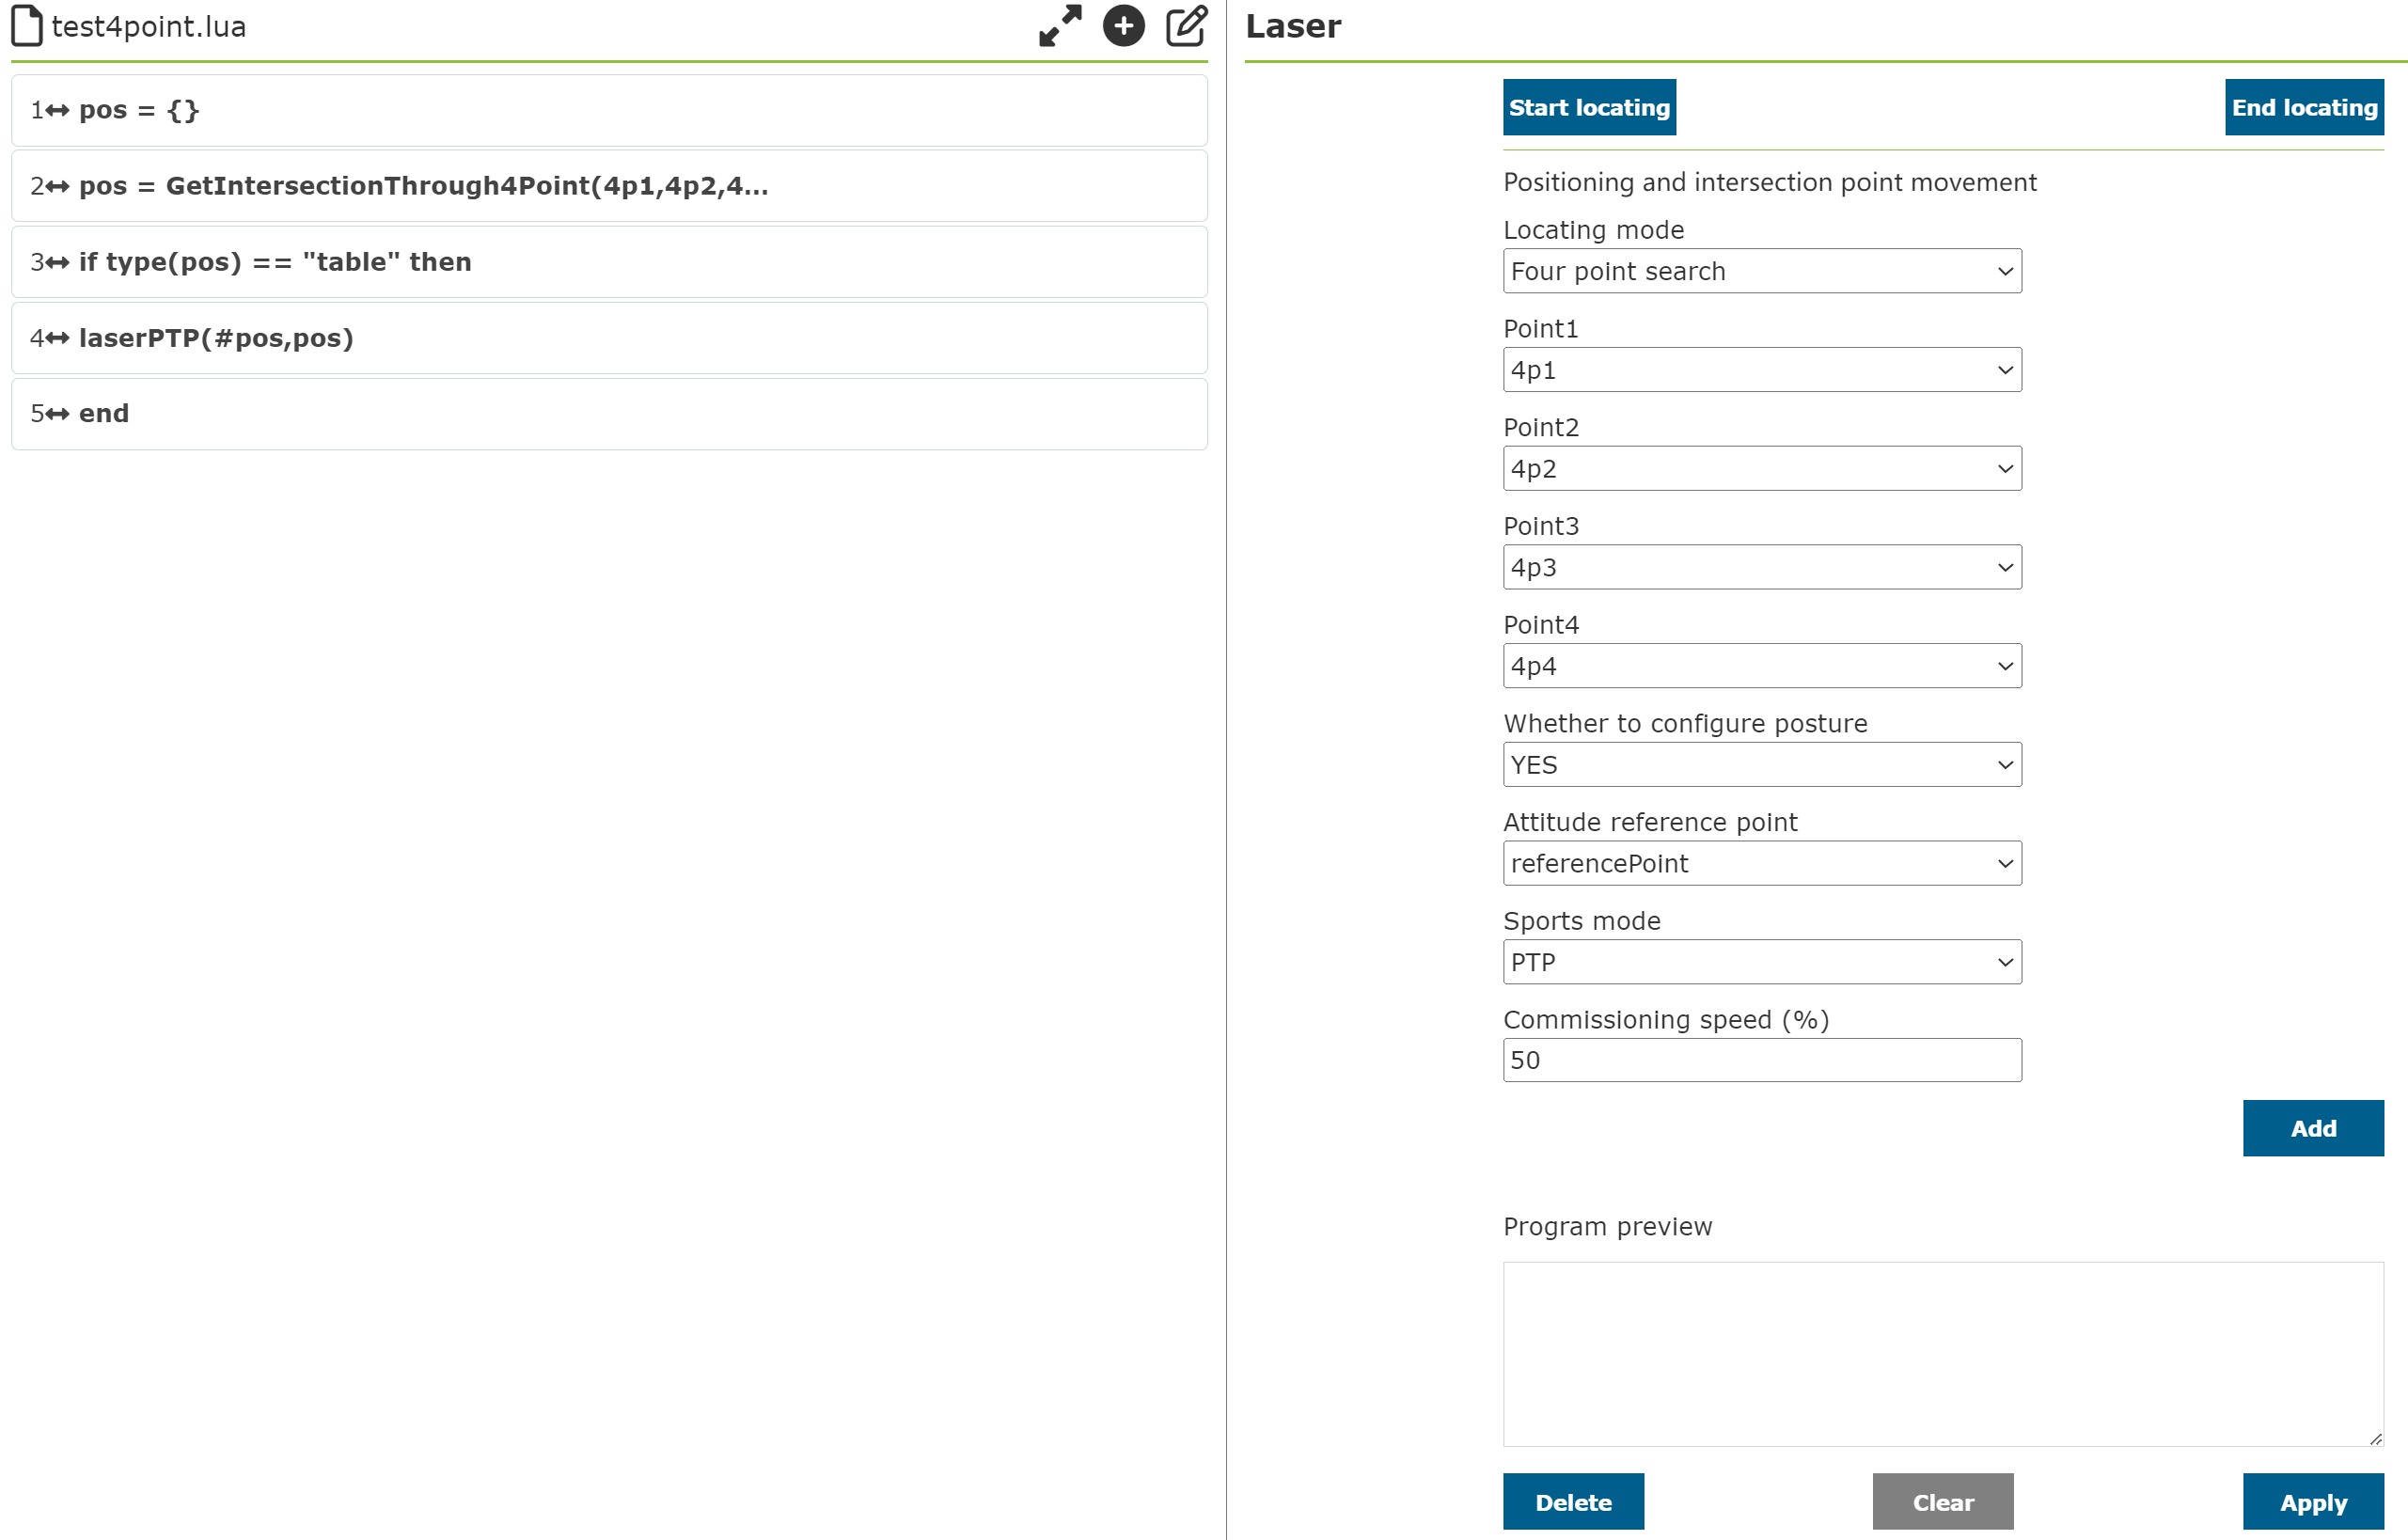 test4point.lua
1 pos = {}
2 pos = GetIntersectionThrough4Point(4p1,4p2,4...
3 if type(pos) == "table" then
4 laserPTP(#pos,pos)
5 end
Laser
Start locating
End locating
Positioning and intersection point movement
Locating mode
Four point search
Point1
4p1
Point2
4p2
Point3
4p3
Point4
4p4
Whether to configure posture
YES
Attitude reference point
referencePoint
Sports mode
PTP
Commissioning speed (%)
50
Add
Program preview
Delete
Clear
Apply